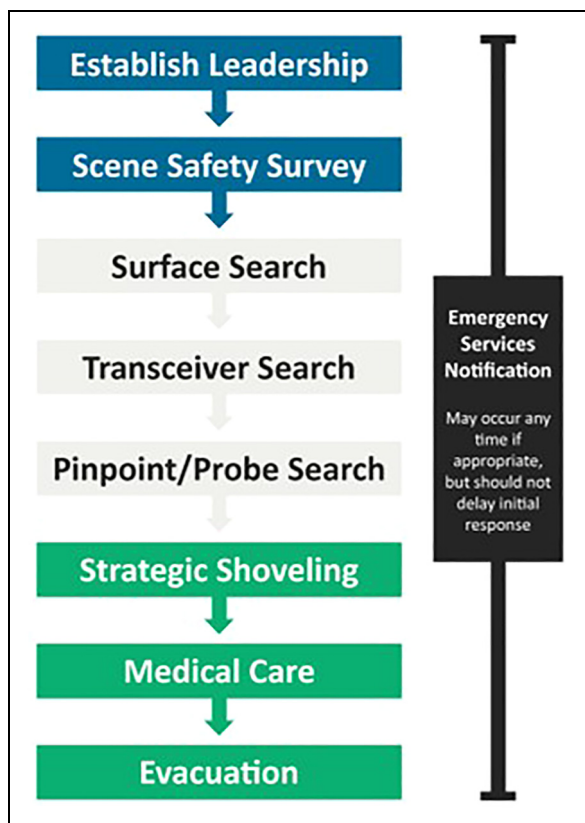 Establish Leadership
Scene Safety Survey
Surface Search
Transceiver Search
Pinpoint/Probe Search
Strategic Shoveling
Medical Care
Evacuation
Emergency
Services
Notification
May occur any
time if
appropriate,
but should not
delay initial
response